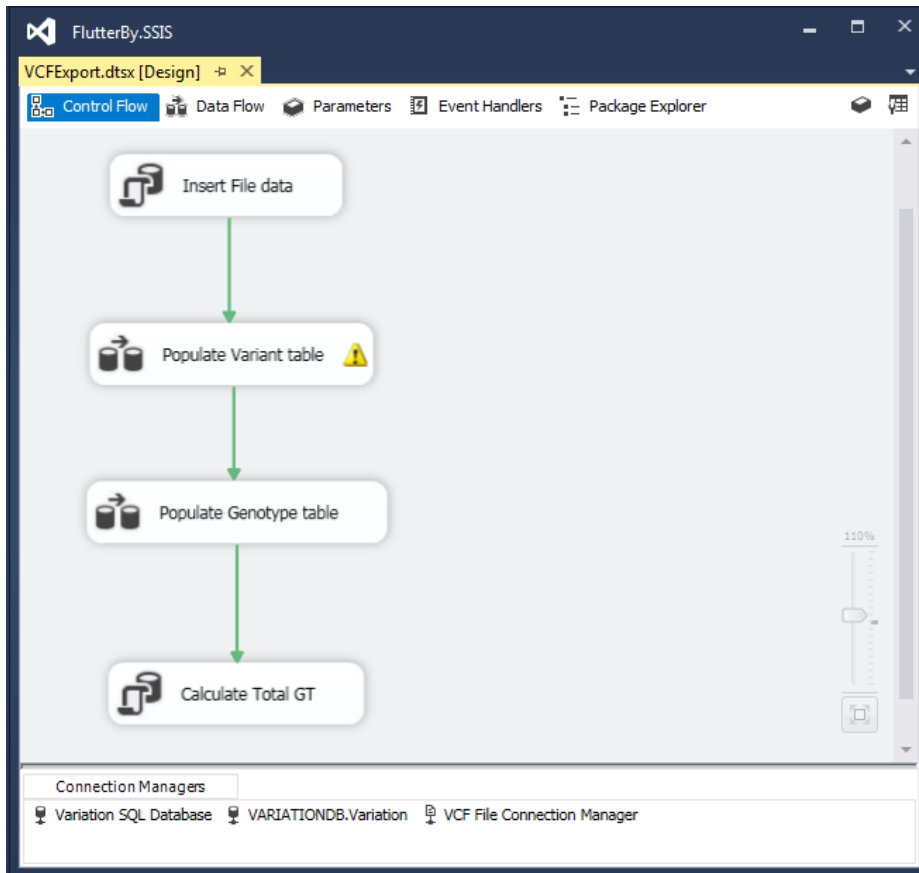 FlutterBy.SSIS
VCFExport.dtsx [Design]
Control Flow Data Flow Parameters Event Handlers Package Explorer
Insert File data
Populate Variant table
Populate Genotype table
110%
Calculate Total GT
Connection Managers
Variation SQL Database VARIATIONDB.Variation VCF File Connection Manager